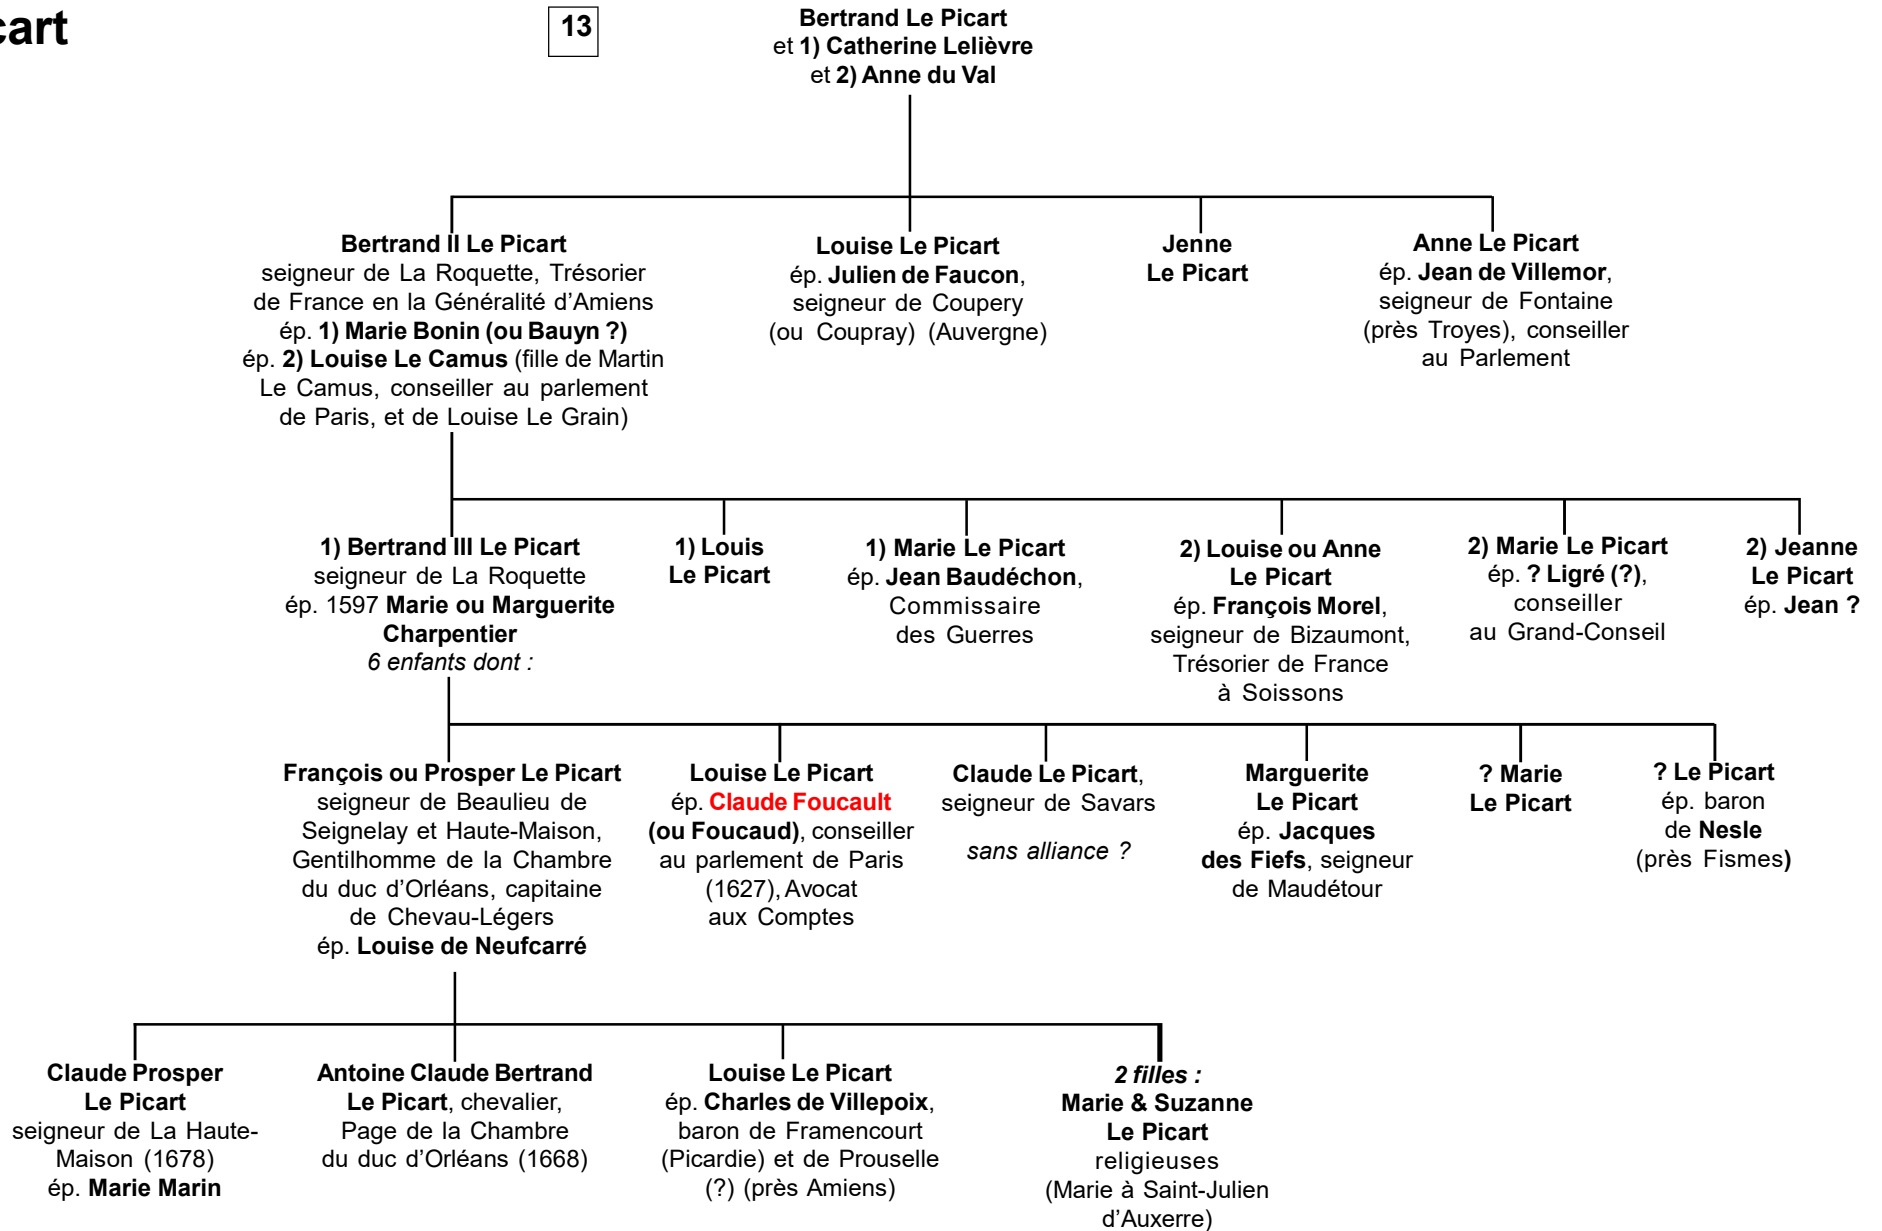 cart
13
Bertrand Le Picart
et 1) Catherine Lelièvre
et 2) Anne du Val
Bertrand II Le Picart
seigneur de La Roquette, Trésorier
de France en la Généralité d'Amiens
ép. 1) Marie Bonin (ou Bauyn ?)
ép. 2) Louise Le Camus (fille de Martin
Le Camus, conseiller au parlement
de Paris, et de Louise Le Grain)
Louise Le Picart
ép. Julien de Faucon,
seigneur de Coupery
(ou Coupray) (Auvergne)
Jenne
Le Picart
Anne Le Picart
ép. Jean de Villemor,
seigneur de Fontaine
(près Troyes), conseiller
au Parlement
1) Bertrand III Le Picart
seigneur de La Roquette
ép. 1597 Marie ou Marguerite
Charpentier
6 enfants dont :
1) Louis
Le Picart
1) Marie Le Picart
ép. Jean Baudéchon,
Commissaire
des Guerres
2) Louise ou Anne
Le Picart
ép. François Morel,
seigneur de Bizaumont,
Trésorier de France
à Soissons
2) Marie Le Picart
ép. ? Ligré (?),
conseiller
au Grand-Conseil
2) Jeanne
Le Picart
ép. Jean ?
François ou Prosper Le Picart
seigneur de Beaulieu de
Seignelay et Haute-Maison,
Gentilhomme de la Chambre
du duc d'Orléans, capitaine
de Chevau-Légers
ép. Louise de Neufcarré
Louise Le Picart
ép. Claude Foucault
(ou Foucaud), conseiller
au parlement de Paris
(1627), Avocat
aux Comptes
Claude Le Picart,
seigneur de Savars
sans alliance ?
Marguerite
Le Picart
ép. Jacques
des Fiefs, seigneur
de Maudétour
? Marie
Le Picart
? Le Picart
ép. baron
de Nesle
(près Fismes)
Claude Prosper
Le Picart
seigneur de La Haute-
Maison (1678)
ép. Marie Marin
Antoine Claude Bertrand
Le Picart, chevalier,
Page de la Chambre
du duc d'Orléans (1668)
Louise Le Picart
ép. Charles de Villepoix,
baron de Framencourt
(Picardie) et de Prouselle
(?) (près Amiens)
2 filles :
Marie & Suzanne
Le Picart
religieuses
(Marie à Saint-Julien
d'Auxerre)